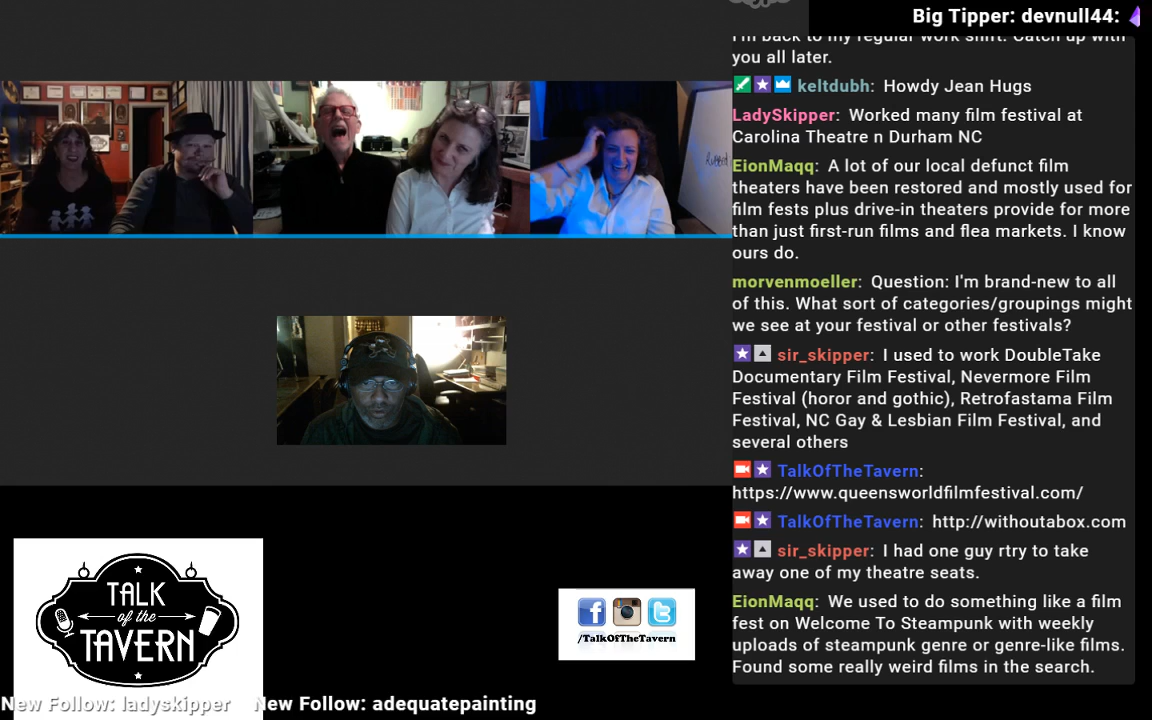 Big Tipper: devnull44:
I'm back to my regular work shift. Catch up with
you all later.
keltdubh: Howdy Jean Hugs
LadySkipper: Worked many film festival at
Carolina Theatre n Durham NC
EionMaqq: A lot of our local defunct film
theaters have been restored and mostly used for
film fests plus drive-in theaters provide for more
than just first-run films and flea markets. I know
ours do.
morvenmoeller: Question: I'm brand-new to all
of this. What sort of categories/groupings might
we see at your festival or other festivals?
sir_skipper: I used to work DoubleTake
Documentary Film Festival, Nevermore Film
Festival (horor and gothic), Retrofastama Film
Festival, NC Gay & Lesbian Film Festival, and
several others
TalkOfTheTavern:
https://www.queensworldfilmfestival.com/
TalkOfTheTavern: http://withoutabox.com
sir_skipper: I had one guy rtry to take
away one of my theatre seats.
EionMaqq: We used to do something like a film
fest on Welcome To Steampunk with weekly
uploads of steampunk genre or genre-like films.
Found some really weird films in the search.
TALK
of the
TAVERN
/TalkOfTheTavern
New Follow: ladyskipper New Follow: adequatepainting